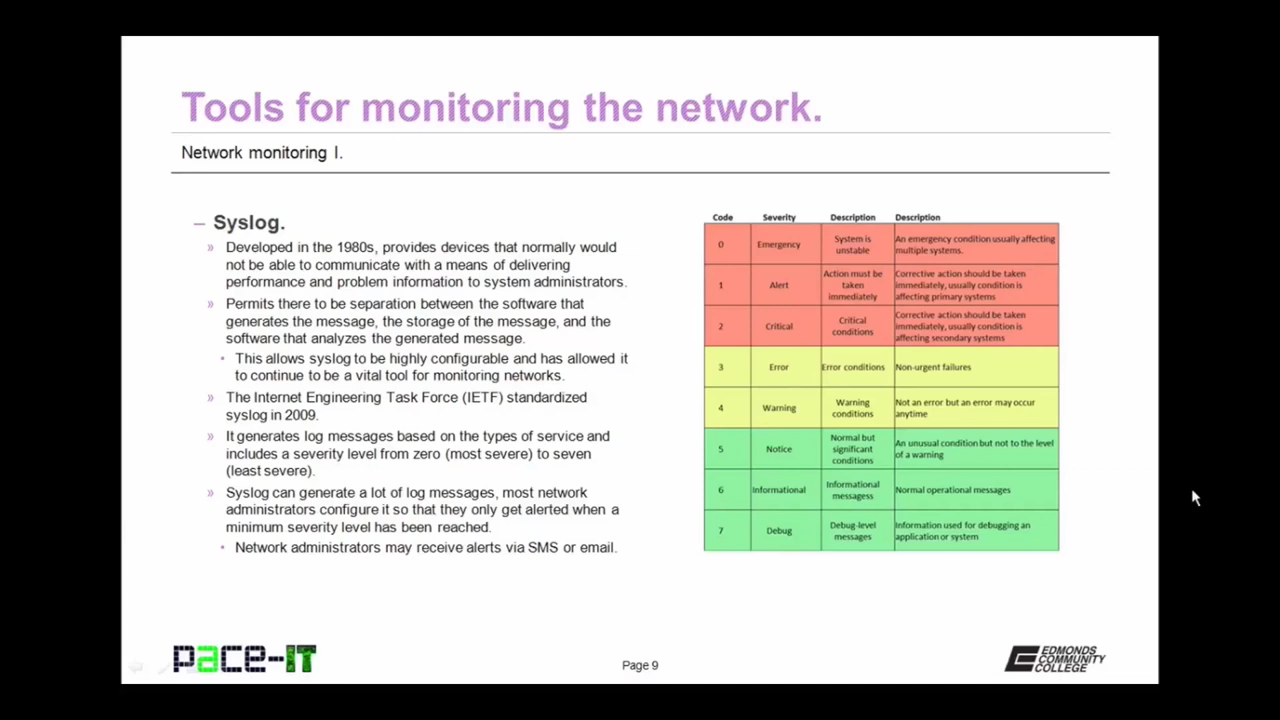 Tools for monitoring the network.
Network monitoring I.
– Syslog.
» Developed in the 1980s, provides devices that normally would
not be able to communicate with a means of delivering
performance and problem information to system administrators.
» Permits there to be separation between the software that
generates the message, the storage of the message, and the
software that analyzes the generated message.
• This allows syslog to be highly configurable and has allowed it
to continue to be a vital tool for monitoring networks.
» The Internet Engineering Task Force (IETF) standardized
syslog in 2009.
» It generates log messages based on the types of service and
includes a severity level from zero (most severe) to seven
(least severe).
» Syslog can generate a lot of log messages, most network
administrators configure it so that they only get alerted when a
minimum severity level has been reached.
• Network administrators may receive alerts via SMS or email.
Code Severity Description Description
0 Emergency System is unstable An emergency condition usually affecting multiple systems.
1 Alert Action must be taken immediately Corrective action should be taken immediately, usually condition is affecting primary systems
2 Critical Critical conditions Corrective action should be taken immediately, usually condition is affecting secondary systems
3 Error Error conditions Non-urgent failures
4 Warning Warning conditions Not an error but an error may occur anytime
5 Notice Normal but significant conditions An unusual condition but not to the level of a warning
6 Informational Informational messagess Normal operational messages
7 Debug Debug-level messages Information used for debugging an application or system
pace-IT
Page 9
EDMONDS
COMMUNITY
COLLEGE